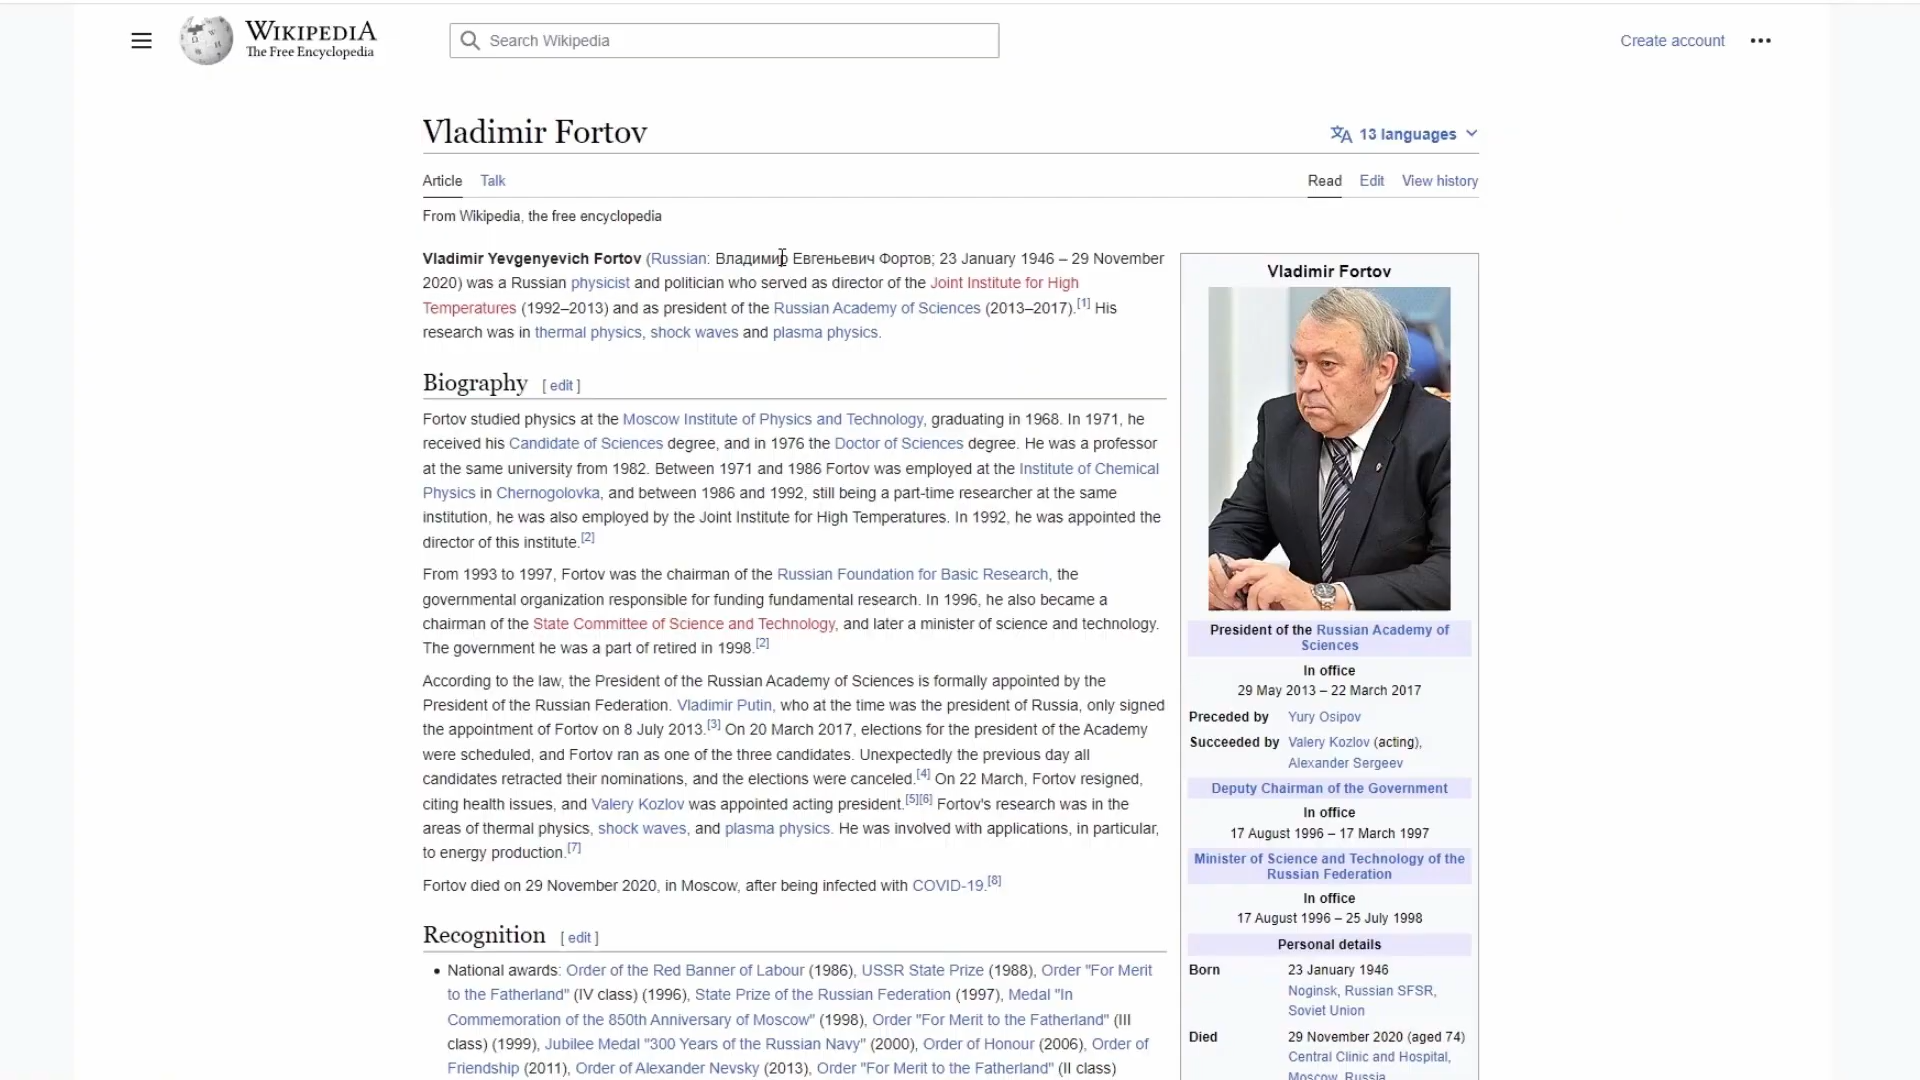 WIKIPEDIA
The Free Encyclopedia
Search Wikipedia
Create account
Vladimir Fortov
13 languages
Article Talk
Read Edit View history
From Wikipedia, the free encyclopedia
Vladimir Yevgenyevich Fortov (Russian: Владимир Евгеньевич Фортов; 23 January 1946 – 29 November
2020) was a Russian physicist and politician who served as director of the Joint Institute for High
Temperatures (1992–2013) and as president of the Russian Academy of Sciences (2013–2017).[1] His
research was in thermal physics, shock waves and plasma physics.
Biography [ edit ]
Fortov studied physics at the Moscow Institute of Physics and Technology, graduating in 1968. In 1971, he
received his Candidate of Sciences degree, and in 1976 the Doctor of Sciences degree. He was a professor
at the same university from 1982. Between 1971 and 1986 Fortov was employed at the Institute of Chemical
Physics in Chernogolovka, and between 1986 and 1992, still being a part-time researcher at the same
institution, he was also employed by the Joint Institute for High Temperatures. In 1992, he was appointed the
director of this institute.[2]
From 1993 to 1997, Fortov was the chairman of the Russian Foundation for Basic Research, the
governmental organization responsible for funding fundamental research. In 1996, he also became a
chairman of the State Committee of Science and Technology, and later a minister of science and technology.
The government he was a part of retired in 1998.[2]
According to the law, the President of the Russian Academy of Sciences is formally appointed by the
President of the Russian Federation. Vladimir Putin, who at the time was the president of Russia, only signed
the appointment of Fortov on 8 July 2013.[3] On 20 March 2017, elections for the president of the Academy
were scheduled, and Fortov ran as one of the three candidates. Unexpectedly the previous day all
candidates retracted their nominations, and the elections were canceled.[4] On 22 March, Fortov resigned,
citing health issues, and Valery Kozlov was appointed acting president.[5][6] Fortov's research was in the
areas of thermal physics, shock waves, and plasma physics. He was involved with applications, in particular,
to energy production.[7]
Fortov died on 29 November 2020, in Moscow, after being infected with COVID-19.[8]
Recognition [ edit ]
• National awards: Order of the Red Banner of Labour (1986), USSR State Prize (1988), Order "For Merit
to the Fatherland" (IV class) (1996), State Prize of the Russian Federation (1997), Medal "In
Commemoration of the 850th Anniversary of Moscow" (1998), Order "For Merit to the Fatherland" (III
class) (1999), Jubilee Medal "300 Years of the Russian Navy" (2000), Order of Honour (2006), Order of
Friendship (2011), Order of Alexander Nevsky (2013), Order "For Merit to the Fatherland" (II class)
Vladimir Fortov
President of the Russian Academy of
Sciences
In office
29 May 2013 – 22 March 2017
Preceded by Yury Osipov
Succeeded by Valery Kozlov (acting),
Alexander Sergeev
Deputy Chairman of the Government
In office
17 August 1996 – 17 March 1997
Minister of Science and Technology of the
Russian Federation
In office
17 August 1996 – 25 July 1998
Personal details
Born 23 January 1946
Noginsk, Russian SFSR,
Soviet Union
Died 29 November 2020 (aged 74)
Central Clinic and Hospital,
Moscow, Russia